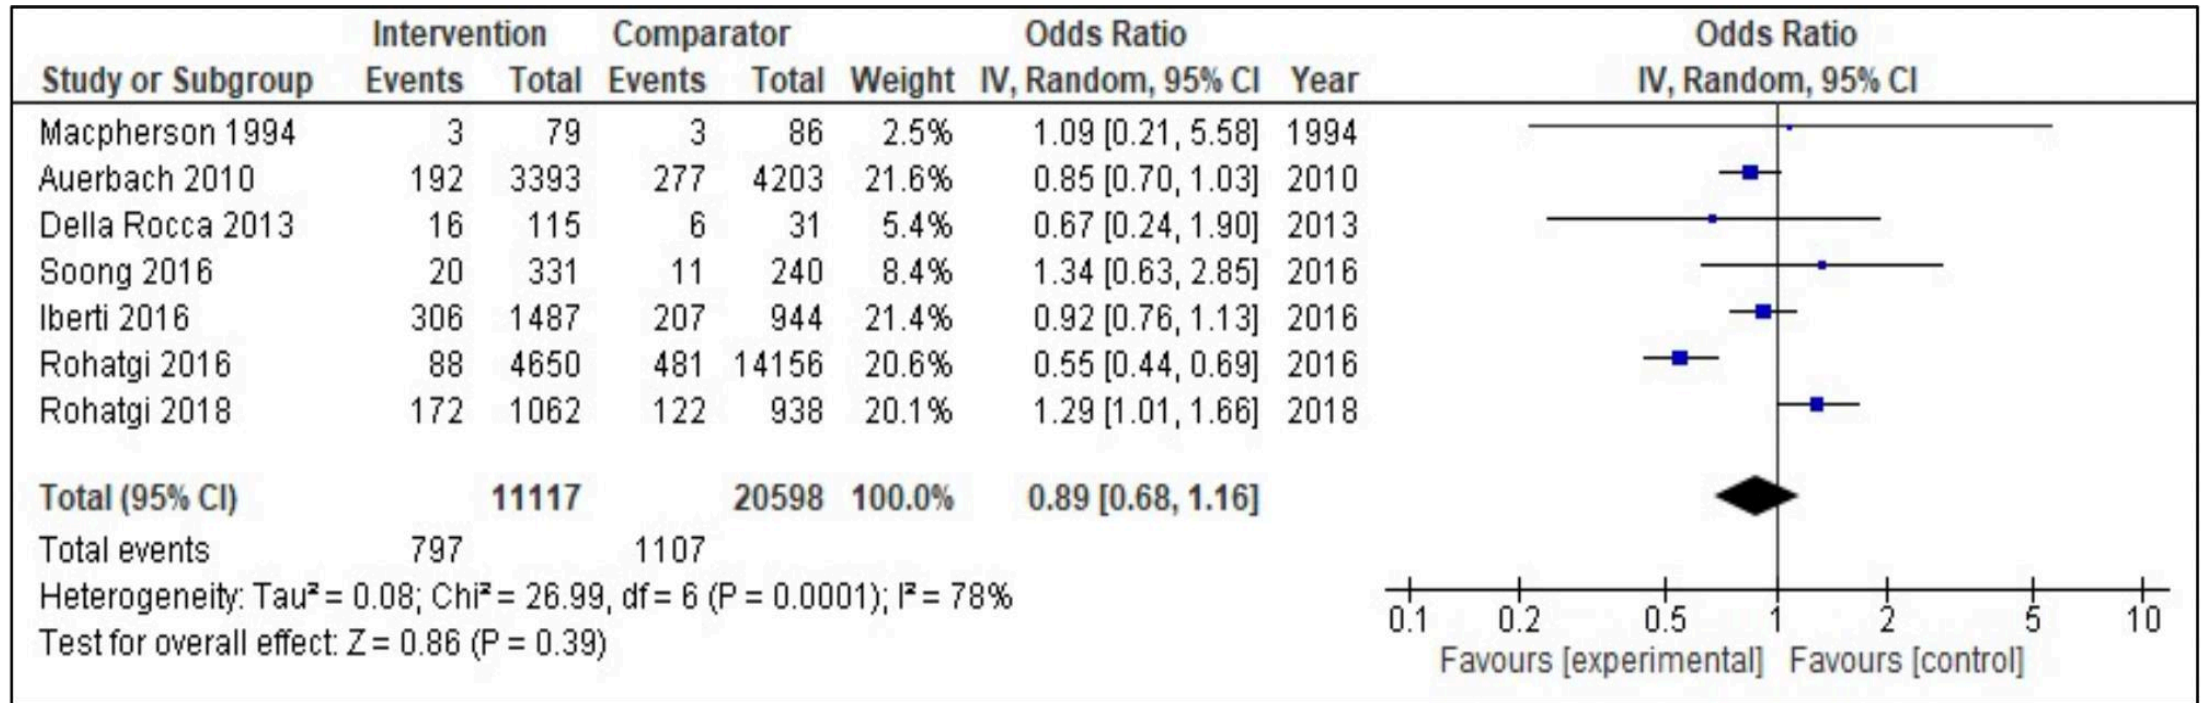 Intervention Comparator Odds Ratio Odds Ratio
Study or Subgroup Events Total Events Total Weight IV, Random, 95% CI Year IV, Random, 95% CI
Macpherson 1994 3 79 3 86 2.5% 1.09 [0.21, 5.58] 1994
Auerbach 2010 192 3393 277 4203 21.6% 0.85 [0.70, 1.03] 2010
Della Rocca 2013 16 115 6 31 5.4% 0.67 [0.24, 1.90] 2013
Soong 2016 20 331 11 240 8.4% 1.34 [0.63, 2.85] 2016
Iberti 2016 306 1487 207 944 21.4% 0.92 [0.76, 1.13] 2016
Rohatgi 2016 88 4650 481 14156 20.6% 0.55 [0.44, 0.69] 2016
Rohatgi 2018 172 1062 122 938 20.1% 1.29 [1.01, 1.66] 2018
Total (95% CI) 11117 20598 100.0% 0.89 [0.68, 1.16]
Total events 797 1107
Heterogeneity: Tau² = 0.08; Chi² = 26.99, df = 6 (P = 0.0001); I² = 78%
Test for overall effect: Z = 0.86 (P = 0.39)
0.1 0.2 0.5 1 2 5 10
Favours [experimental] Favours [control]